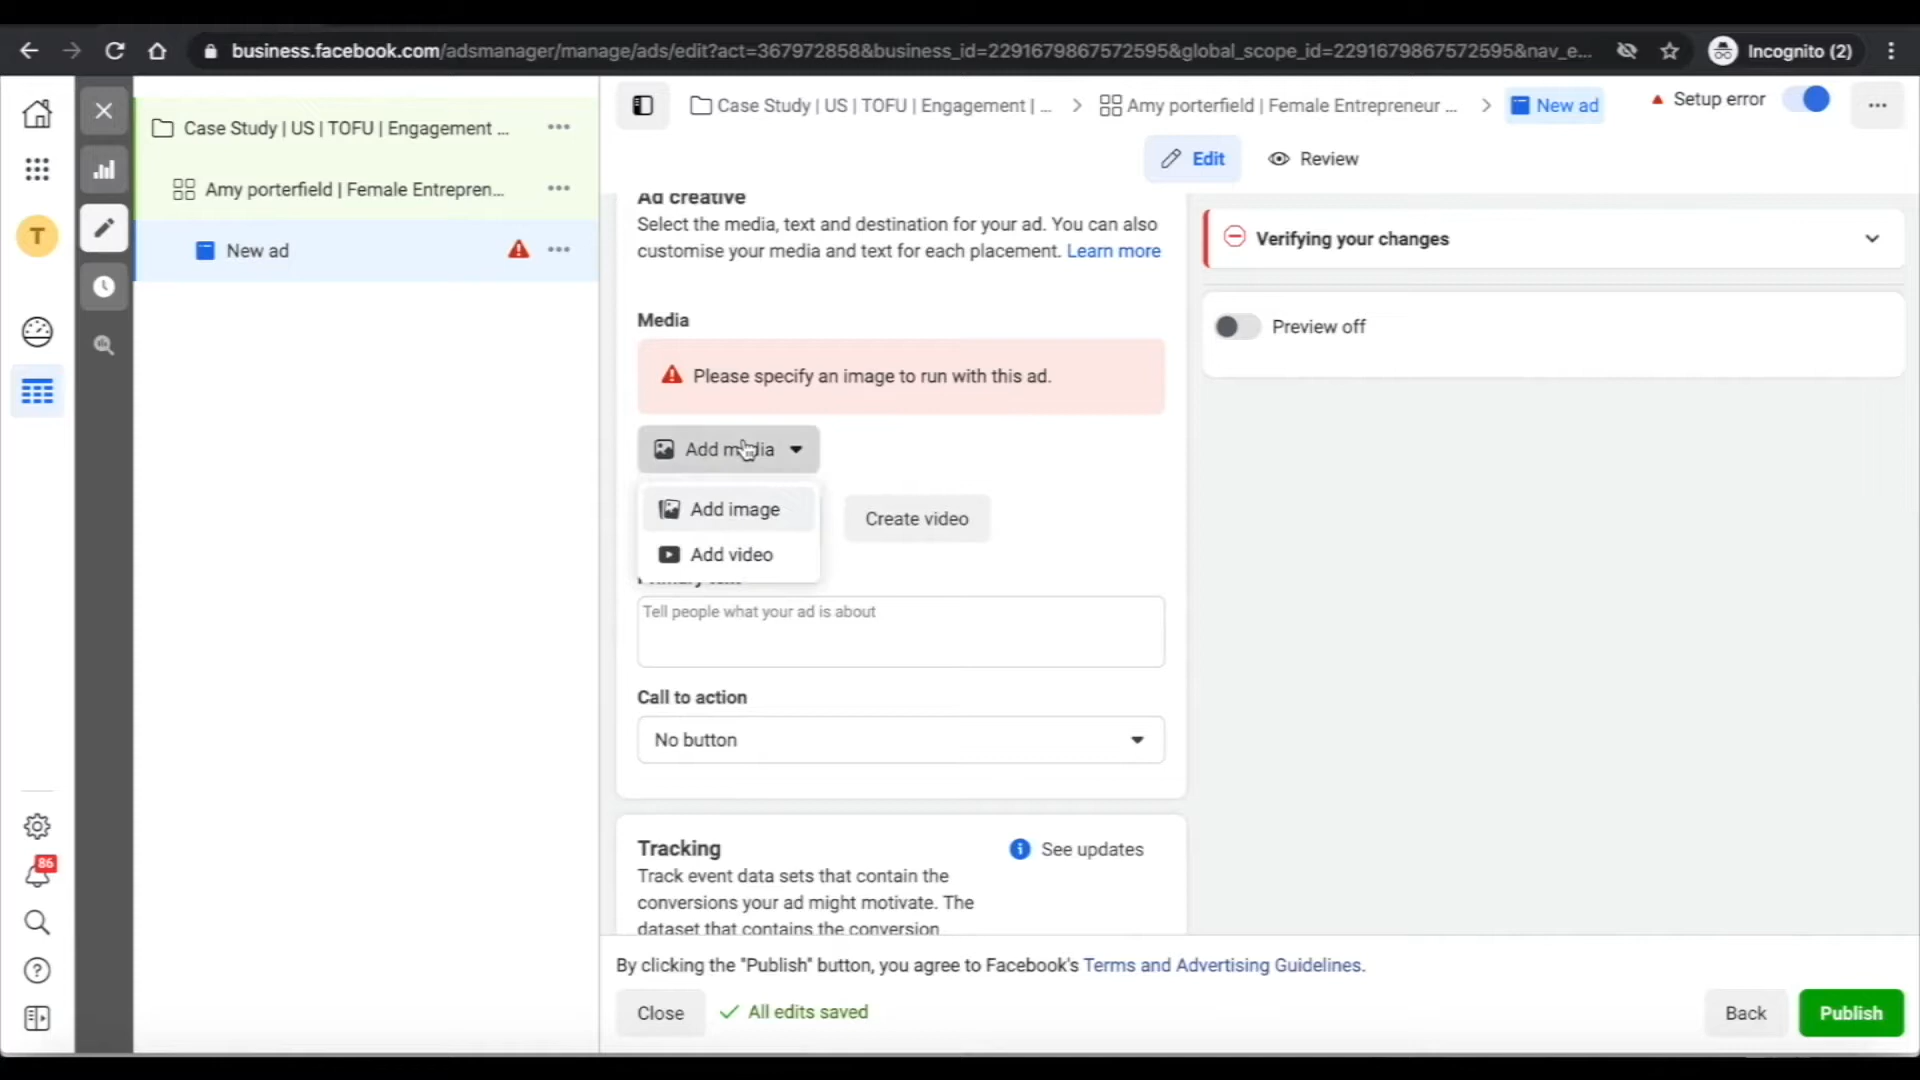 business.facebook.com/adsmanager/manage/ads/edit?act=367972858&business_id=2291679867572595&global_scope_id=2291679867572595&nav_e...
Incognito (2)
Case Study | US | TOFU | Engagement ...
Amy porterfield | Female Entrepren...
New ad
T
86
Case Study | US | TOFU | Engagement | ...
Amy porterfield | Female Entrepreneur ...
New ad
Setup error
Edit
Review
Ad creative
Select the media, text and destination for your ad. You can also
customise your media and text for each placement. Learn more
Media
Please specify an image to run with this ad.
Add media
Add image
Add video
Create video
Tell people what your ad is about
Call to action
No button
Tracking
See updates
Track event data sets that contain the
conversions your ad might motivate. The
dataset that contains the conversion
Verifying your changes
Preview off
By clicking the "Publish" button, you agree to Facebook's Terms and Advertising Guidelines.
Close
All edits saved
Back
Publish